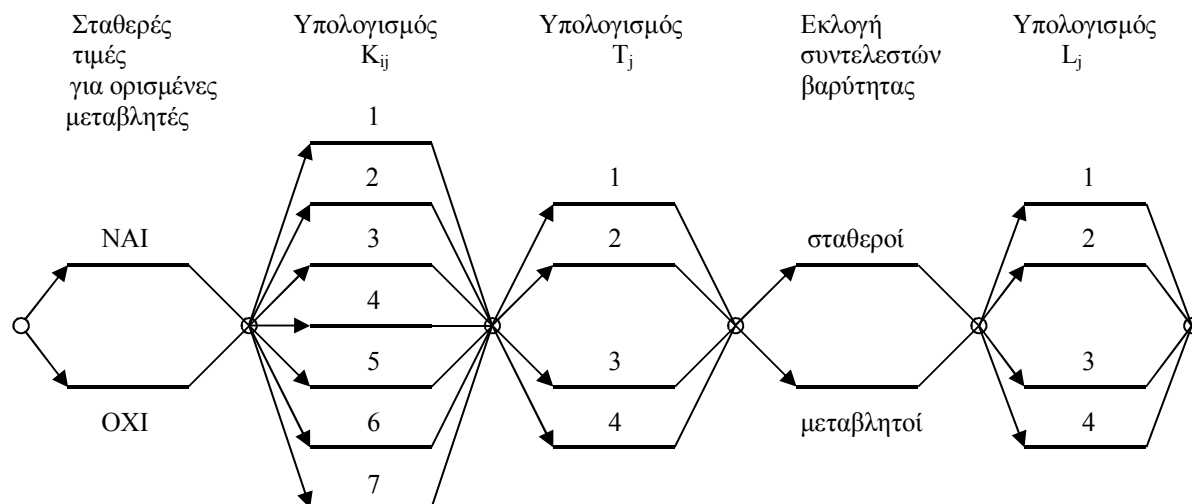 Σταθερές
τιμές
για ορισμένες
μεταβλητές
Υπολογισμός
Kij
Υπολογισμός
Tj
Εκλογή
συντελεστών
βαρύτητας
Υπολογισμός
Lj
ΝΑΙ
ΟΧΙ
1
2
3
4
5
6
7
1
2
3
4
σταθεροί
μεταβλητοί
1
2
3
4